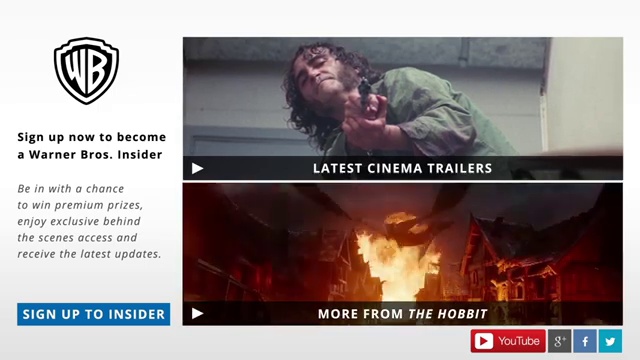 WB
Sign up now to become
a Warner Bros. Insider
Be in with a chance
to win premium prizes,
enjoy exclusive behind
the scenes access and
receive the latest updates.
SIGN UP TO INSIDER
LATEST CINEMA TRAILERS
MORE FROM THE HOBBIT
YouTube
g+
f